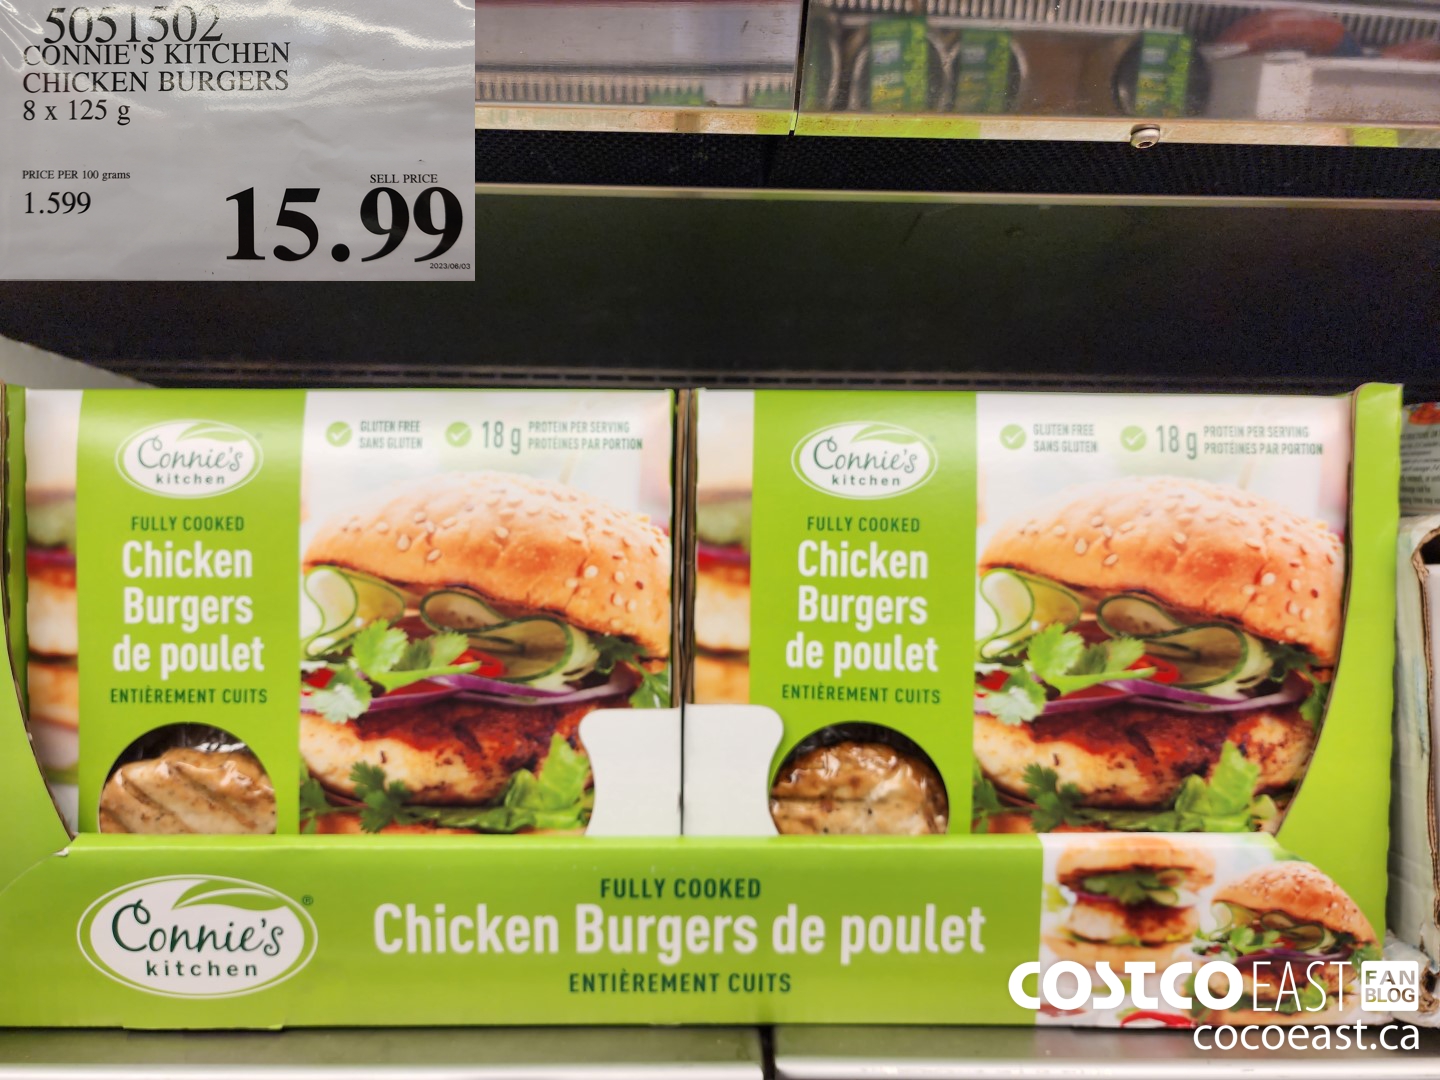 5051502
CONNIE'S KITCHEN
CHICKEN BURGERS
8 x 125 g
PRICE PER 100 grams
1.599
SELL PRICE
15.99
2023/06/03
Connie's
kitchen
FULLY COOKED
Chicken
Burgers
de poulet
ENTIÈREMENT CUITS
GLUTEN FREE
SANS GLUTEN
18 g PROTEIN PER SERVING
PROTÉINES PAR PORTION
Connie's
kitchen
FULLY COOKED
Chicken
Burgers
de poulet
ENTIÈREMENT CUITS
GLUTEN FREE
SANS GLUTEN
18 g PROTEIN PER SERVING
PROTÉINES PAR PORTION
Connie's ®
kitchen
FULLY COOKED
Chicken Burgers de poulet
ENTIÈREMENT CUITS
COSTCO EAST FAN BLOG
cocoeast.ca